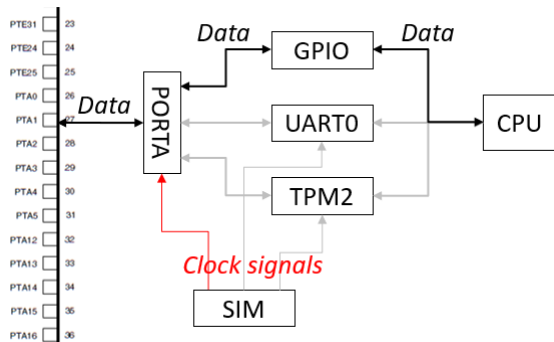 PTE31 23
PTE24 24
PTE25 25
PTA0 26
PTA1 27
PTA2 28
PTA3 29
PTA4 30
PTA5 31
PTA12 32
PTA13 33
PTA14 34
PTA15 35
PTA16 36
Data
PORTA
Data
GPIO
Data
UART0
CPU
TPM2
Clock signals
SIM